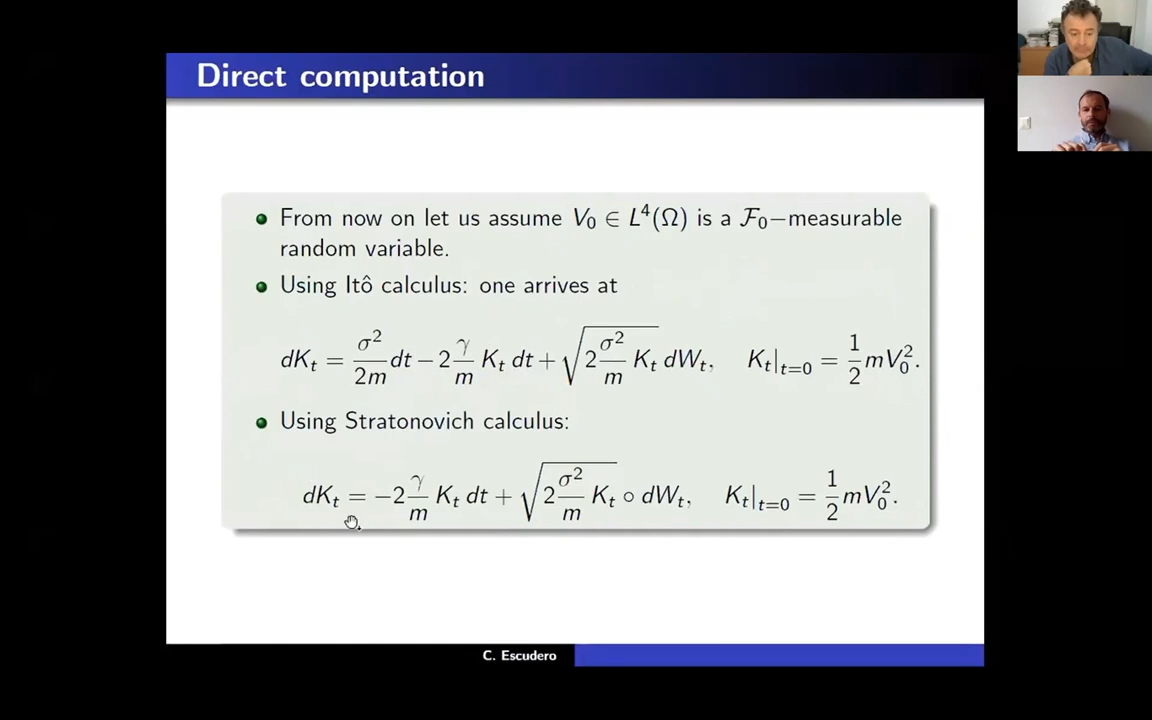 Direct computation
From now on let us assume V₀ ∈ L⁴(Ω) is a ℱ₀−measurable
random variable.
Using Itô calculus: one arrives at
dKₜ = σ²/2m dt − 2 γ/m Kₜ dt + √(2 σ²/m Kₜ) dWₜ, Kₜ|ₜ₌₀ = 1/2 mV₀².
Using Stratonovich calculus:
dKₜ = −2 γ/m Kₜ dt + √(2 σ²/m Kₜ) ∘ dWₜ, Kₜ|ₜ₌₀ = 1/2 mV₀².
C. Escudero